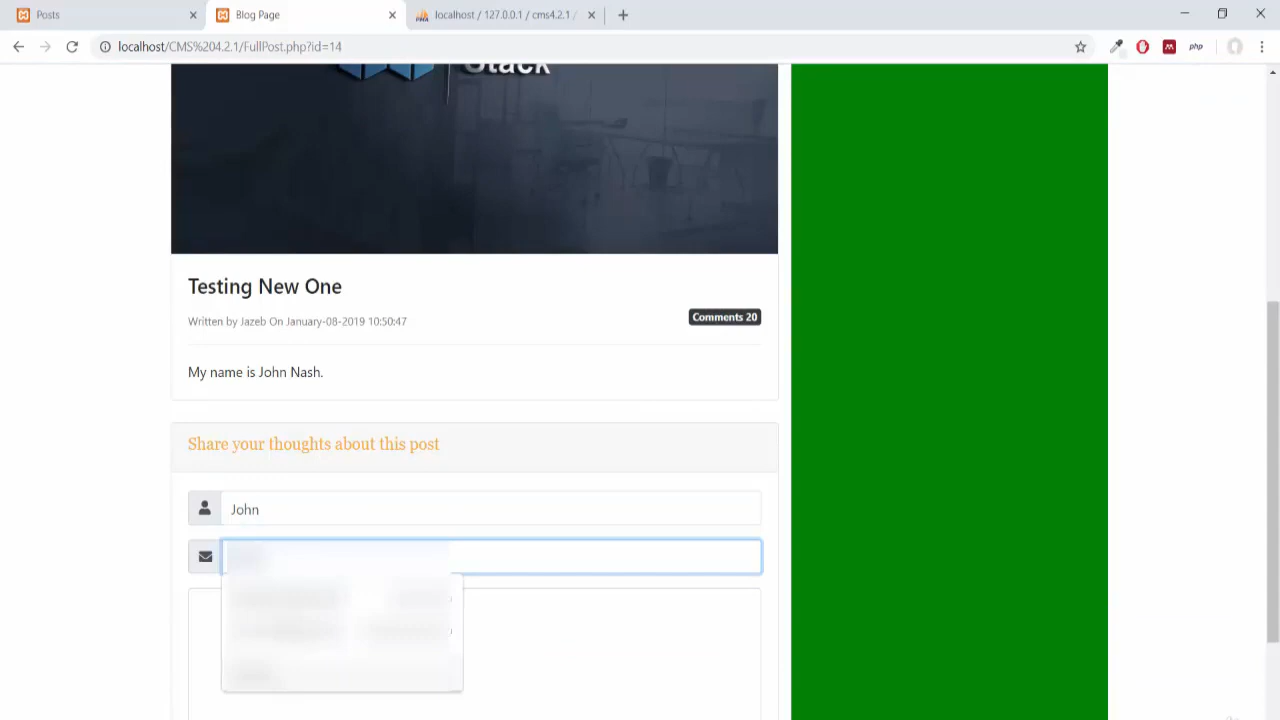 Posts
Blog Page
localhost / 127.0.0.1 / cms4.2.1 /
localhost/CMS%204.2.1/FullPost.php?id=14
php
Stack
Testing New One
Written by Jazeb On January-08-2019 10:50:47
Comments 20
My name is John Nash.
Share your thoughts about this post
John